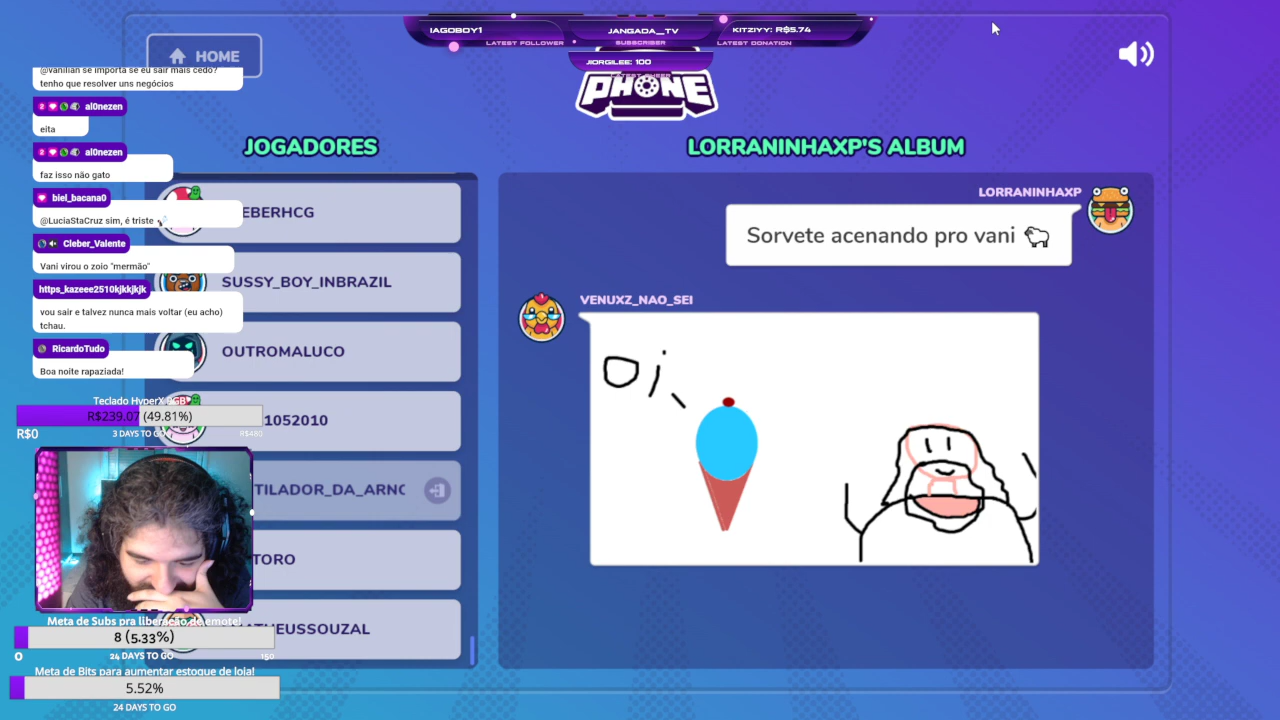 IAGOBOY1
LATEST FOLLOWER
JANGADA__TV
SUBSCRIBER
KITZIYY: R$5.74
LATEST DONATION
JIORGILEE: 100
PHONE
HOME
@vanilian se importa se eu sair mais cedo?
tenho que resolver uns negócios
al0nezen
eita
al0nezen
faz isso não gato
biel_bacana0
@LuciaStaCruz sim, é triste
Cleber_Valente
Vani virou o zoio "mermão"
https_kazeee2510kjkkjkjk
vou sair e talvez nunca mais voltar (eu acho)
tchau.
RicardoTudo
Boa noite rapaziada!
Teclado HyperX RGB
R$239.07 (49.81%)
R$0
3 DAYS TO GO
R$480
Meta de Subs pra liberação de emote!
8 (5.33%)
0
24 DAYS TO GO
150
Meta de Bits para aumentar estoque de lola!
5.52%
24 DAYS TO GO
JOGADORES
EBERHCG
SUSSY_BOY_INBRAZIL
OUTROMALUCO
1052010
TILADOR_DA_ARNO
TORO
THEUSSOUZAL
LORRANINHAXP'S ALBUM
LORRANINHAXP
Sorvete acenando pro vani 🐑
VENUXZ_NAO_SEI
Oi